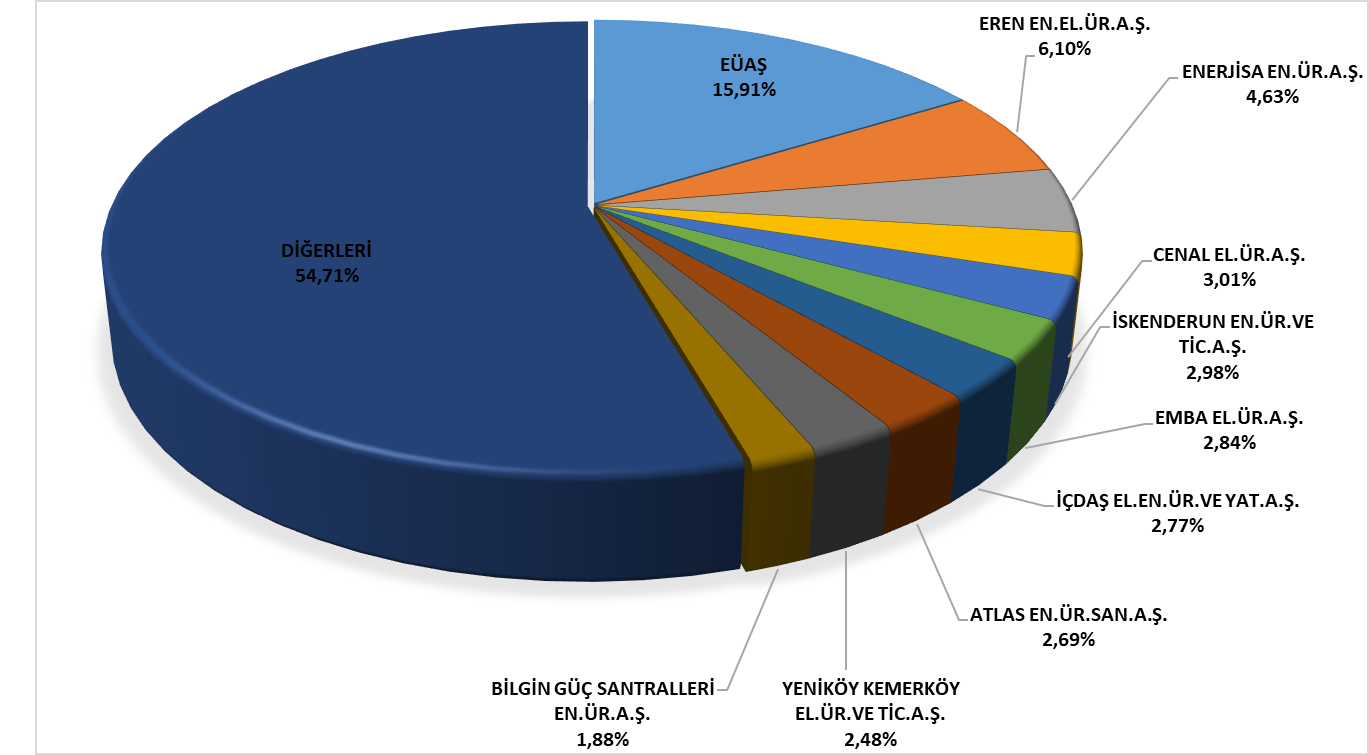 EÜAŞ
15,91%
EREN EN.EL.ÜR.A.Ş.
6,10%
ENERJİSA EN.ÜR.A.Ş.
4,63%
CENAL EL.ÜR.A.Ş.
3,01%
İSKENDERUN EN.ÜR.VE
TİC.A.Ş.
2,98%
EMBA EL.ÜR.A.Ş.
2,84%
İÇDAŞ EL.EN.ÜR.VE YAT.A.Ş.
2,77%
ATLAS EN.ÜR.SAN.A.Ş.
2,69%
YENİKÖY KEMERKÖY
EL.ÜR.VE TİC.A.Ş.
2,48%
BİLGİN GÜÇ SANTRALLERİ
EN.ÜR.A.Ş.
1,88%
DİĞERLERİ
54,71%